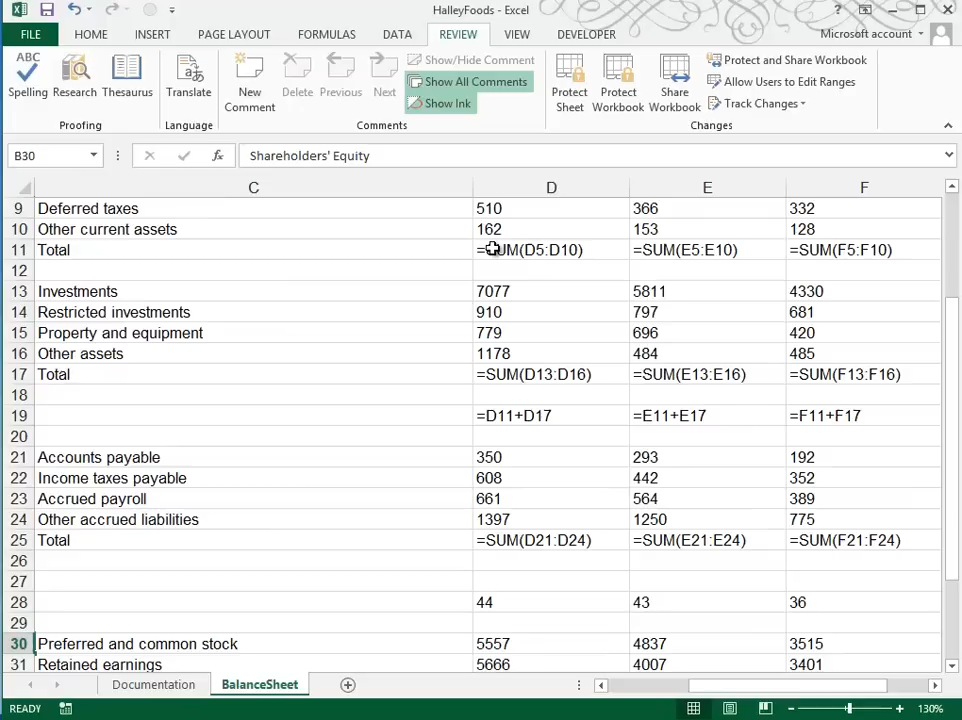 HalleyFoods - Excel
?
FILE HOME INSERT PAGE LAYOUT FORMULAS DATA REVIEW VIEW DEVELOPER Microsoft account
ABC
Spelling Research Thesaurus Translate New Comment Delete Previous Next Show/Hide Comment Show All Comments Show Ink Protect Sheet Protect Workbook Share Workbook Protect and Share Workbook Allow Users to Edit Ranges Track Changes
Proofing Language Comments Changes
B30 fx Shareholders' Equity
C D E F
9 Deferred taxes 510 366 332
10 Other current assets 162 153 128
11 Total =SUM(D5:D10) =SUM(E5:E10) =SUM(F5:F10)
12
13 Investments 7077 5811 4330
14 Restricted investments 910 797 681
15 Property and equipment 779 696 420
16 Other assets 1178 484 485
17 Total =SUM(D13:D16) =SUM(E13:E16) =SUM(F13:F16)
18
19 =D11+D17 =E11+E17 =F11+F17
20
21 Accounts payable 350 293 192
22 Income taxes payable 608 442 352
23 Accrued payroll 661 564 389
24 Other accrued liabilities 1397 1250 775
25 Total =SUM(D21:D24) =SUM(E21:E24) =SUM(F21:F24)
26
27
28 44 43 36
29
30 Preferred and common stock 5557 4837 3515
31 Retained earnings 5666 4007 3401
Documentation BalanceSheet
READY 130%